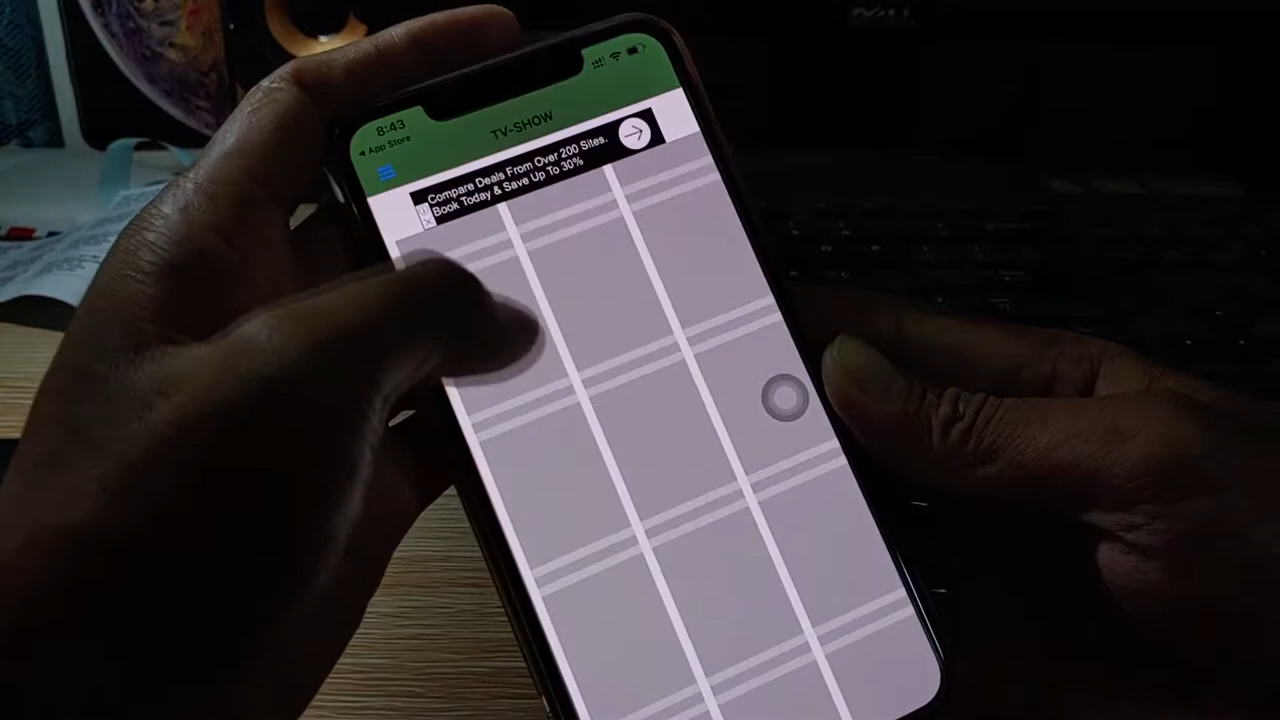 8:43
◀ App Store
TV-SHOW
Compare Deals From Over 200 Sites.
Book Today & Save Up To 30%